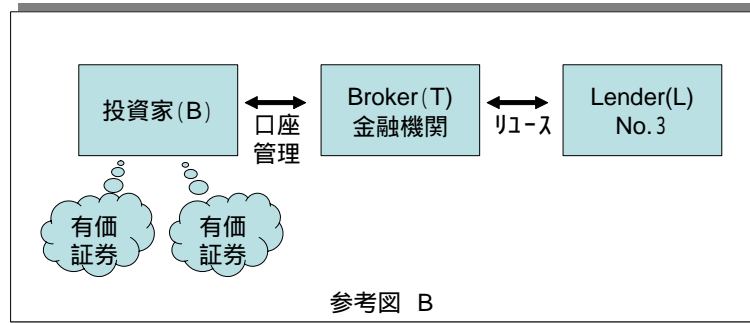 投資家(B)
口座
管理
Broker(T)
金融機関
リユース
Lender(L)
No.3
有価
証券
有価
証券
参考図 B